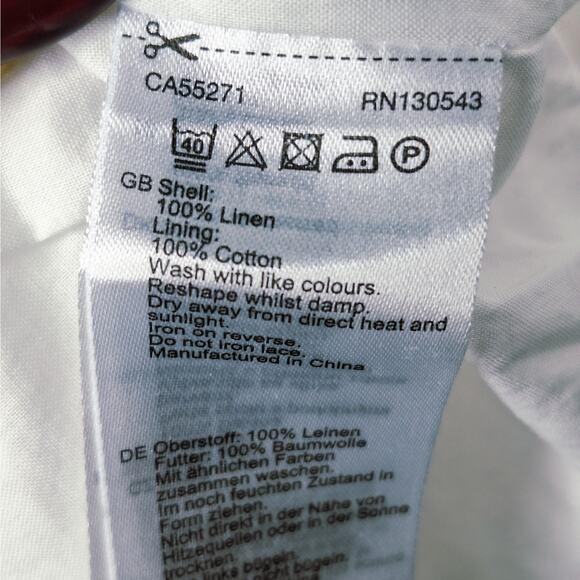 CA55271
RN130543
40
P
GB Shell:
100% Linen
Lining:
100% Cotton
Wash with like colours.
Reshape whilst damp.
Dry away from direct heat and
sunlight.
Iron on reverse.
Do not iron lace.
Manufactured in China
DE Oberstoff: 100% Leinen
Futter: 100% Baumwolle
Mit ähnlichen Farben
zusammen waschen.
Im noch feuchten Zustand in
Form ziehen.
Nicht direkt in der Nähe von
Hitzequellen oder in der Sonne
trocknen.
links bügeln.